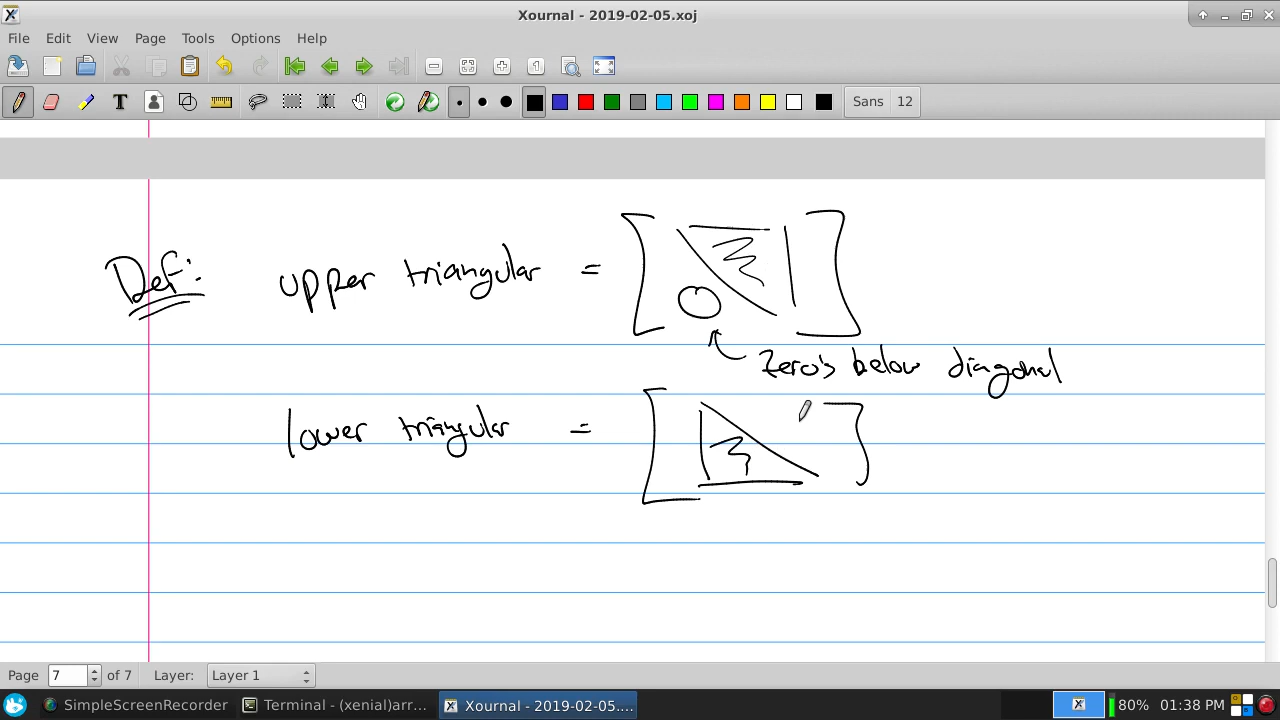 Xournal - 2019-02-05.xoj
File Edit View Page Tools Options Help
Sans 12
Def: upper triangular = [ 0 ]
Zero's below diagonal
lower triangular = [ ]
Page 7 of 7 Layer: Layer 1
SimpleScreenRecorder Terminal - (xenial)arr... Xournal - 2019-02-05.... 80% 01:38 PM